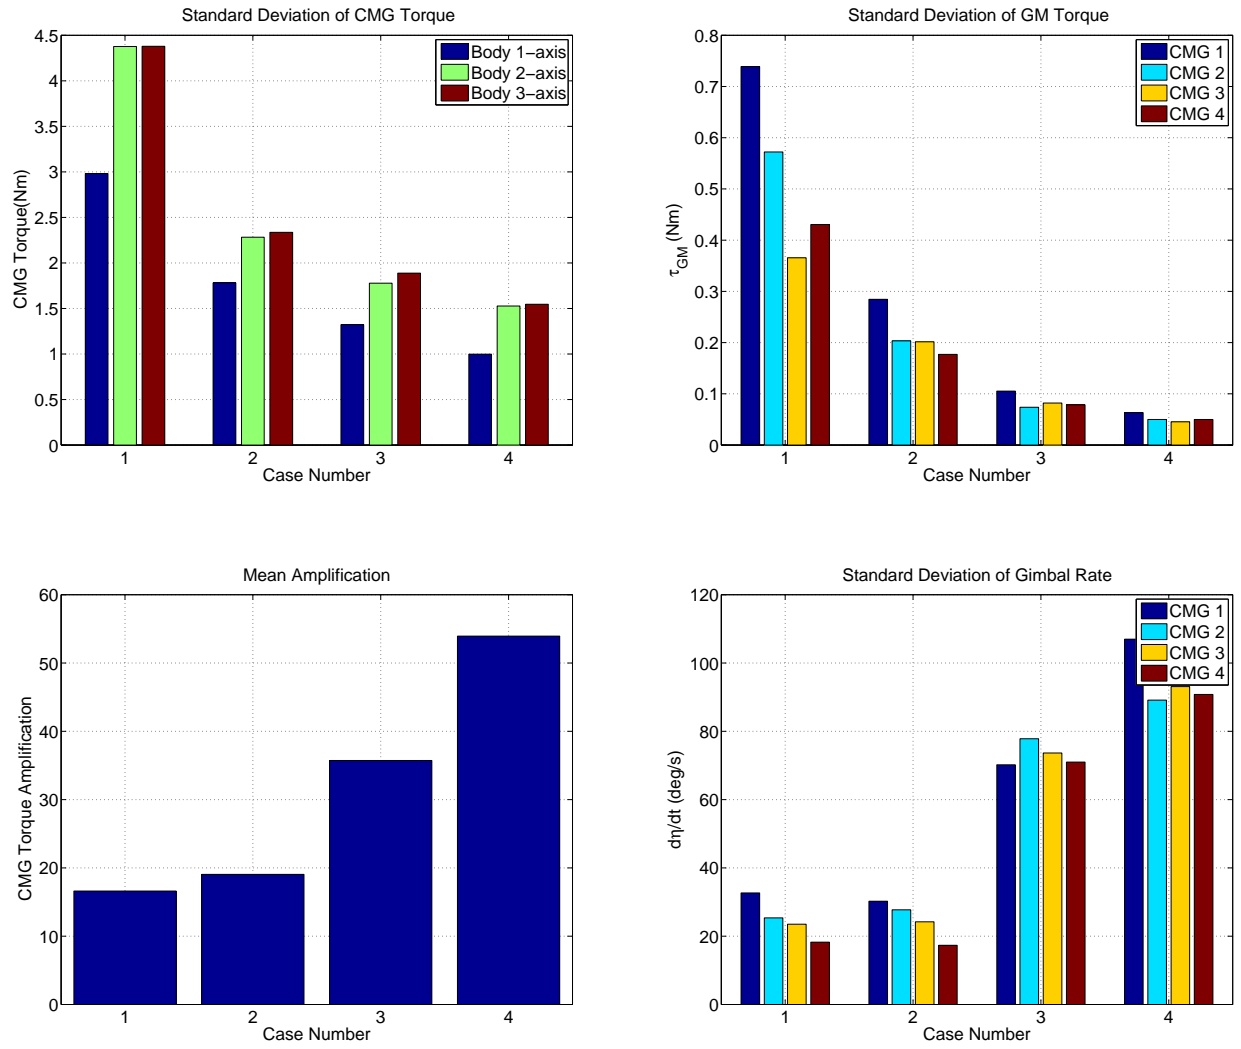 Standard Deviation of CMG Torque
4.5
4
3.5
3
2.5
2
1.5
1
0.5
0
CMG Torque(Nm)
Body 1−axis
Body 2−axis
Body 3−axis
1 2 3 4
Case Number
Standard Deviation of GM Torque
0.8
0.7
0.6
0.5
0.4
0.3
0.2
0.1
0
τGM (Nm)
CMG 1
CMG 2
CMG 3
CMG 4
1 2 3 4
Case Number
Mean Amplification
60
50
40
30
20
10
0
CMG Torque Amplification
1 2 3 4
Case Number
Standard Deviation of Gimbal Rate
120
100
80
60
40
20
0
dη/dt (deg/s)
CMG 1
CMG 2
CMG 3
CMG 4
1 2 3 4
Case Number